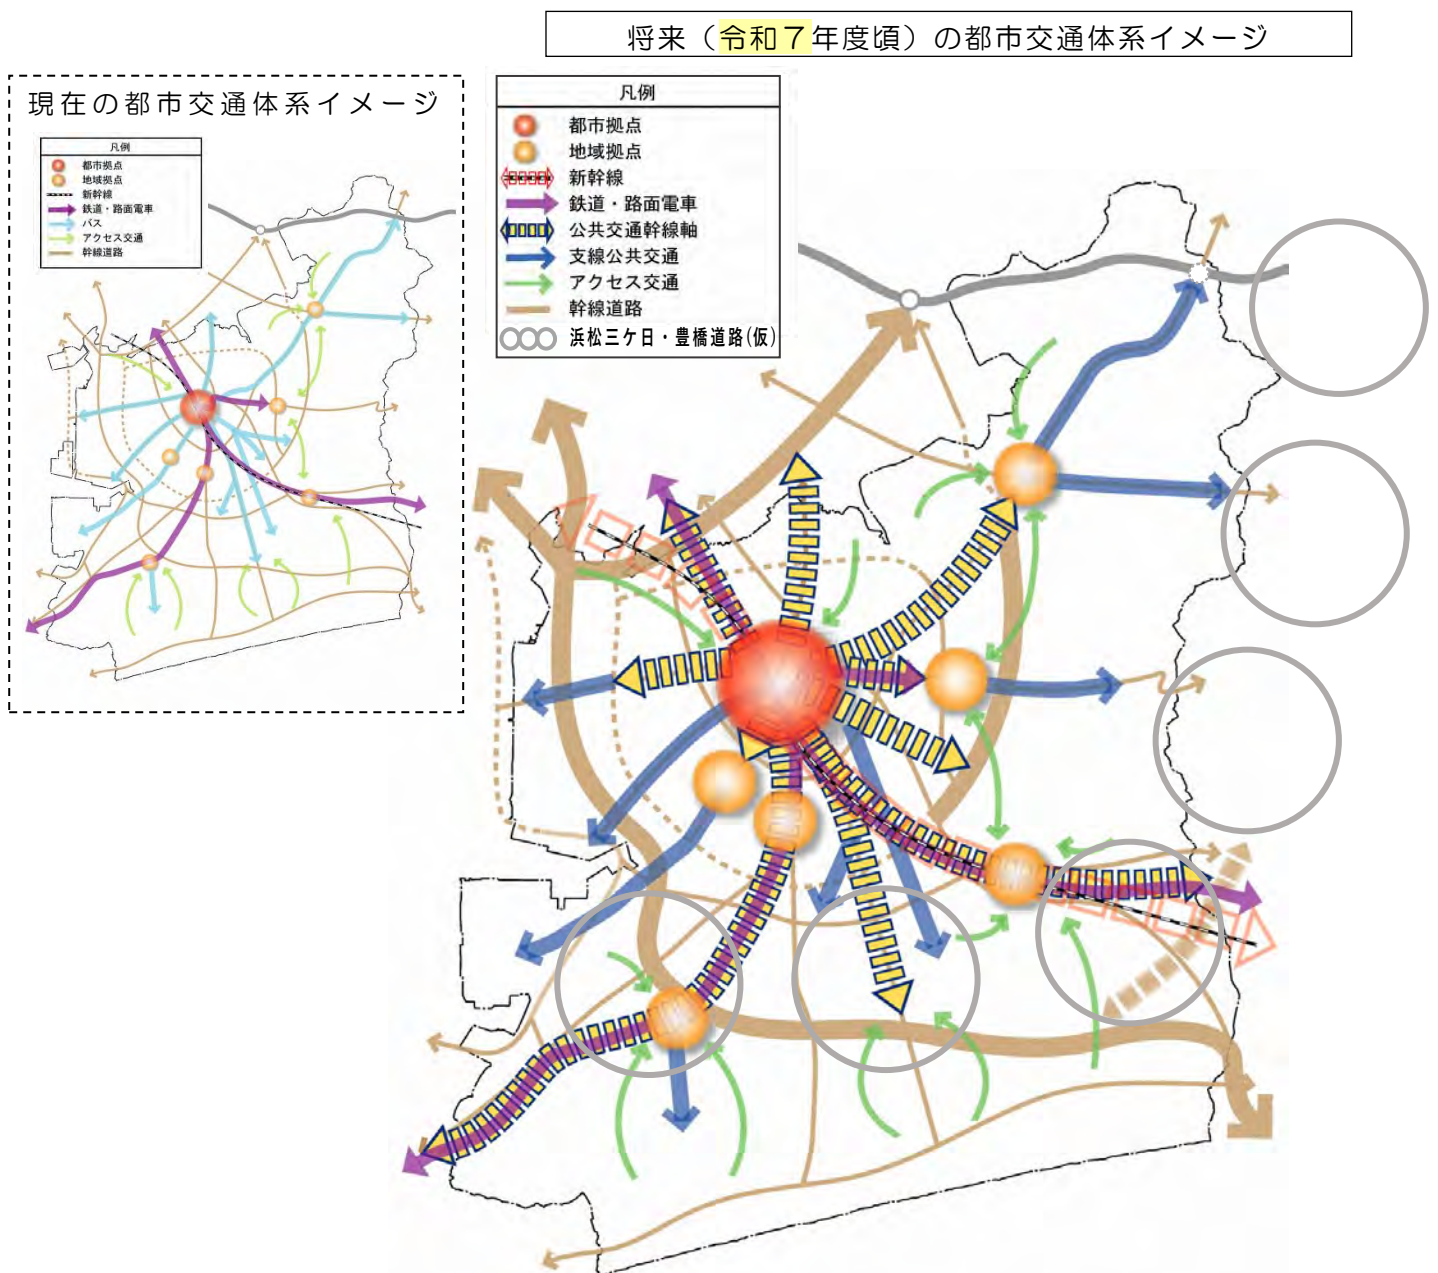 将来（令和７年度頃）の都市交通体系イメージ
現在の都市交通体系イメージ
凡例
都市拠点
地域拠点
新幹線
鉄道・路面電車
バス
アクセス交通
幹線道路
凡例
都市拠点
地域拠点
新幹線
鉄道・路面電車
公共交通幹線軸
支線公共交通
アクセス交通
幹線道路
浜松三ケ日・豊橋道路(仮)